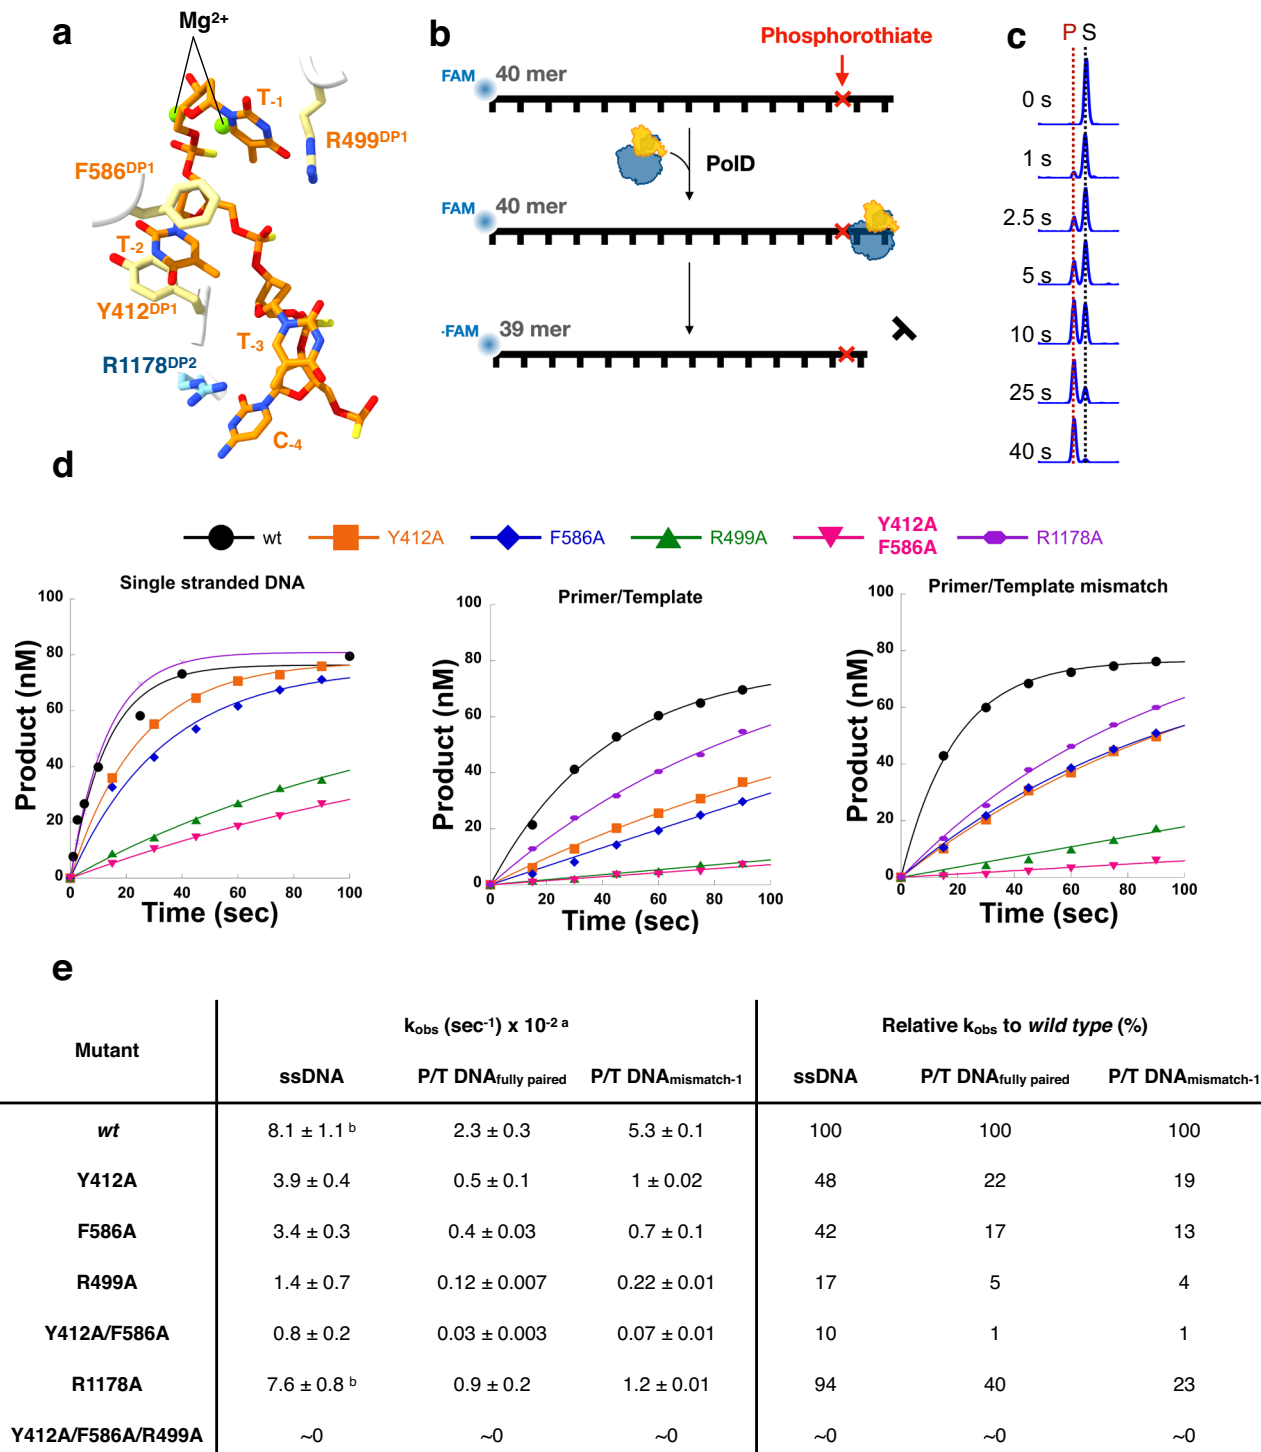 a
Mg²⁺
T₋₁
R499ᴰᴾ¹
F586ᴰᴾ¹
T₋₂
Y412ᴰᴾ¹
T₋₃
R1178ᴰᴾ²
C₋₄
b
Phosphorothiate
FAM 40 mer
PolD
FAM 40 mer
·FAM 39 mer
c
P S
0 s
1 s
2.5 s
5 s
10 s
25 s
40 s
d
wt Y412A F586A R499A Y412A F586A R1178A
Single stranded DNA
Product (nM)
100
80
60
40
20
0
0 20 40 60 80 100
Time (sec)
Primer/Template
Product (nM)
100
80
60
40
20
0
0 20 40 60 80 100
Time (sec)
Primer/Template mismatch
Product (nM)
100
80
60
40
20
0
0 20 40 60 80 100
Time (sec)
e
Mutant kobs (sec⁻¹) x 10⁻² ᵃ Relative kobs to wild type (%)
ssDNA P/T DNAfully paired P/T DNAmismatch-1 ssDNA P/T DNAfully paired P/T DNAmismatch-1
wt 8.1 ± 1.1 ᵇ 2.3 ± 0.3 5.3 ± 0.1 100 100 100
Y412A 3.9 ± 0.4 0.5 ± 0.1 1 ± 0.02 48 22 19
F586A 3.4 ± 0.3 0.4 ± 0.03 0.7 ± 0.1 42 17 13
R499A 1.4 ± 0.7 0.12 ± 0.007 0.22 ± 0.01 17 5 4
Y412A/F586A 0.8 ± 0.2 0.03 ± 0.003 0.07 ± 0.01 10 1 1
R1178A 7.6 ± 0.8 ᵇ 0.9 ± 0.2 1.2 ± 0.01 94 40 23
Y412A/F586A/R499A ~0 ~0 ~0 ~0 ~0 ~0